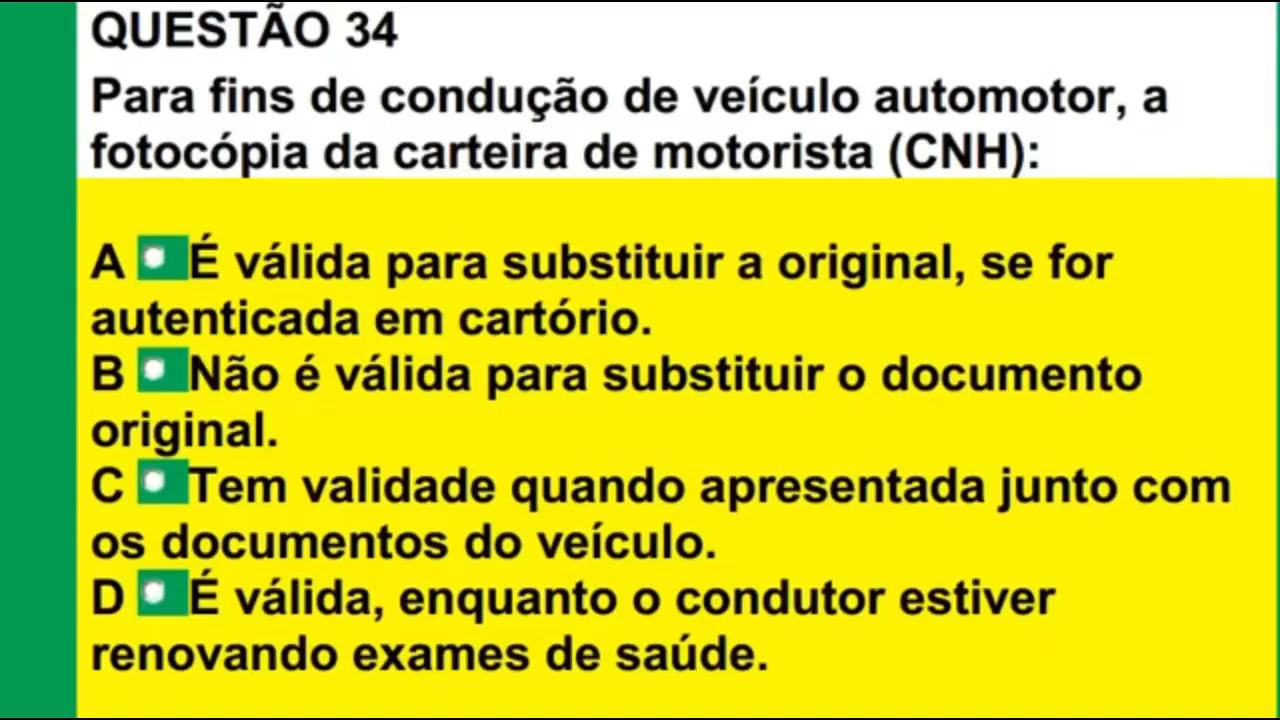 QUESTÃO 34
Para fins de condução de veículo automotor, a
fotocópia da carteira de motorista (CNH):
A É válida para substituir a original, se for
autenticada em cartório.
B Não é válida para substituir o documento
original.
C Tem validade quando apresentada junto com
os documentos do veículo.
D É válida, enquanto o condutor estiver
renovando exames de saúde.